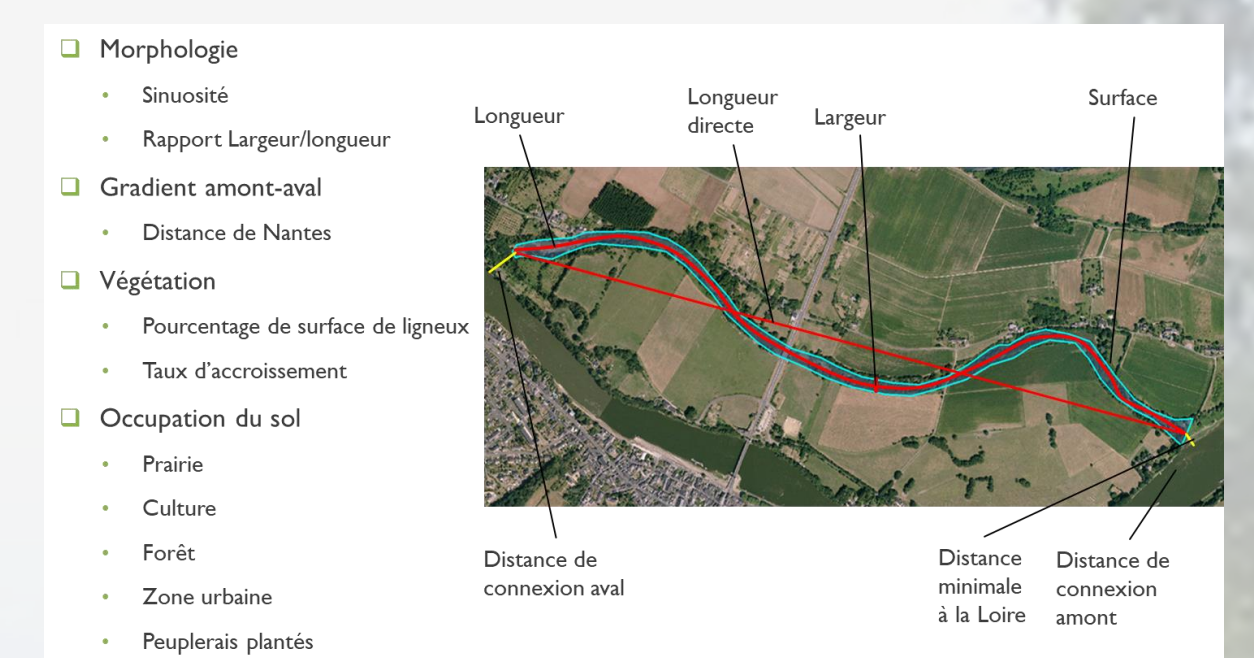 Morphologie
Sinuosité
Rapport Largeur/longueur
Gradient amont-aval
Distance de Nantes
Végétation
Pourcentage de surface de ligneux
Taux d’accroissement
Occupation du sol
Prairie
Culture
Forêt
Zone urbaine
Peuplerais plantés
Longueur
Longueur
directe
Largeur
Surface
Distance de
connexion aval
Distance
minimale
à la Loire
Distance de
connexion
amont